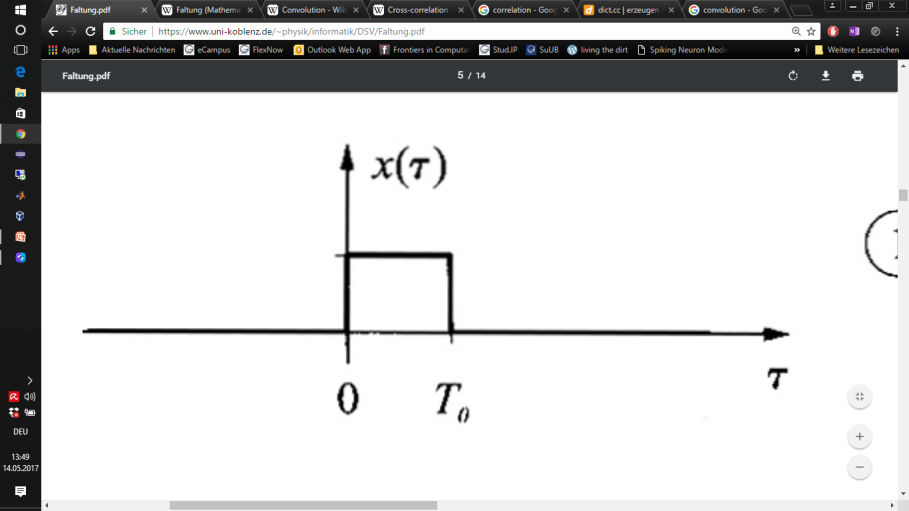 Faltung.pdf
Faltung (Mathem
Convolution - Wik
Cross-correlation
correlation - Goog
dict.cc | erzeugen
convolution - Goo
Sicher
https://www.uni-koblenz.de/~physik/informatik/DSV/Faltung.pdf
Apps
Aktuelle Nachrichten
eCampus
FlexNow
Outlook Web App
Frontiers in Computa
Stud.IP
SuUB
living the dirt
Spiking Neuron Mode
»
Weitere Lesezeichen
Faltung.pdf
5 / 14
x(τ)
0
T₀
τ
DEU
13:49
14.05.2017